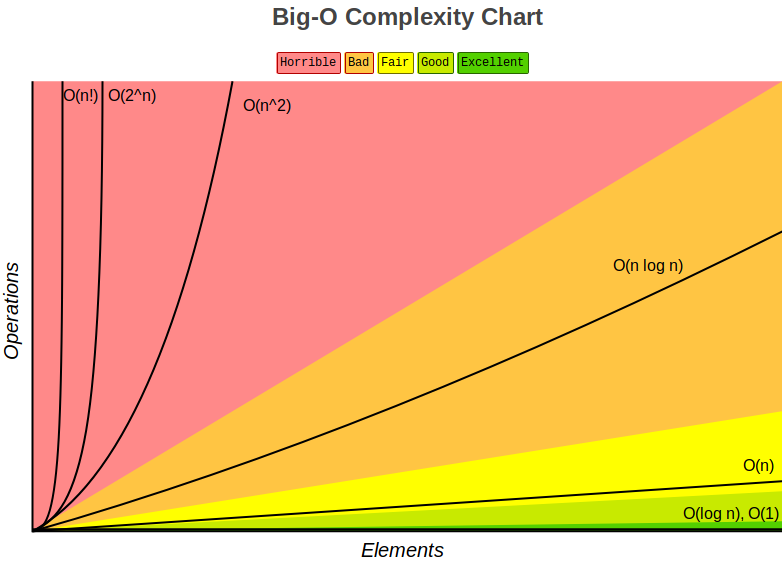 Big-O Complexity Chart
Horrible Bad Fair Good Excellent
O(n!) O(2^n)
O(n^2)
O(n log n)
O(n)
O(log n), O(1)
Operations
Elements